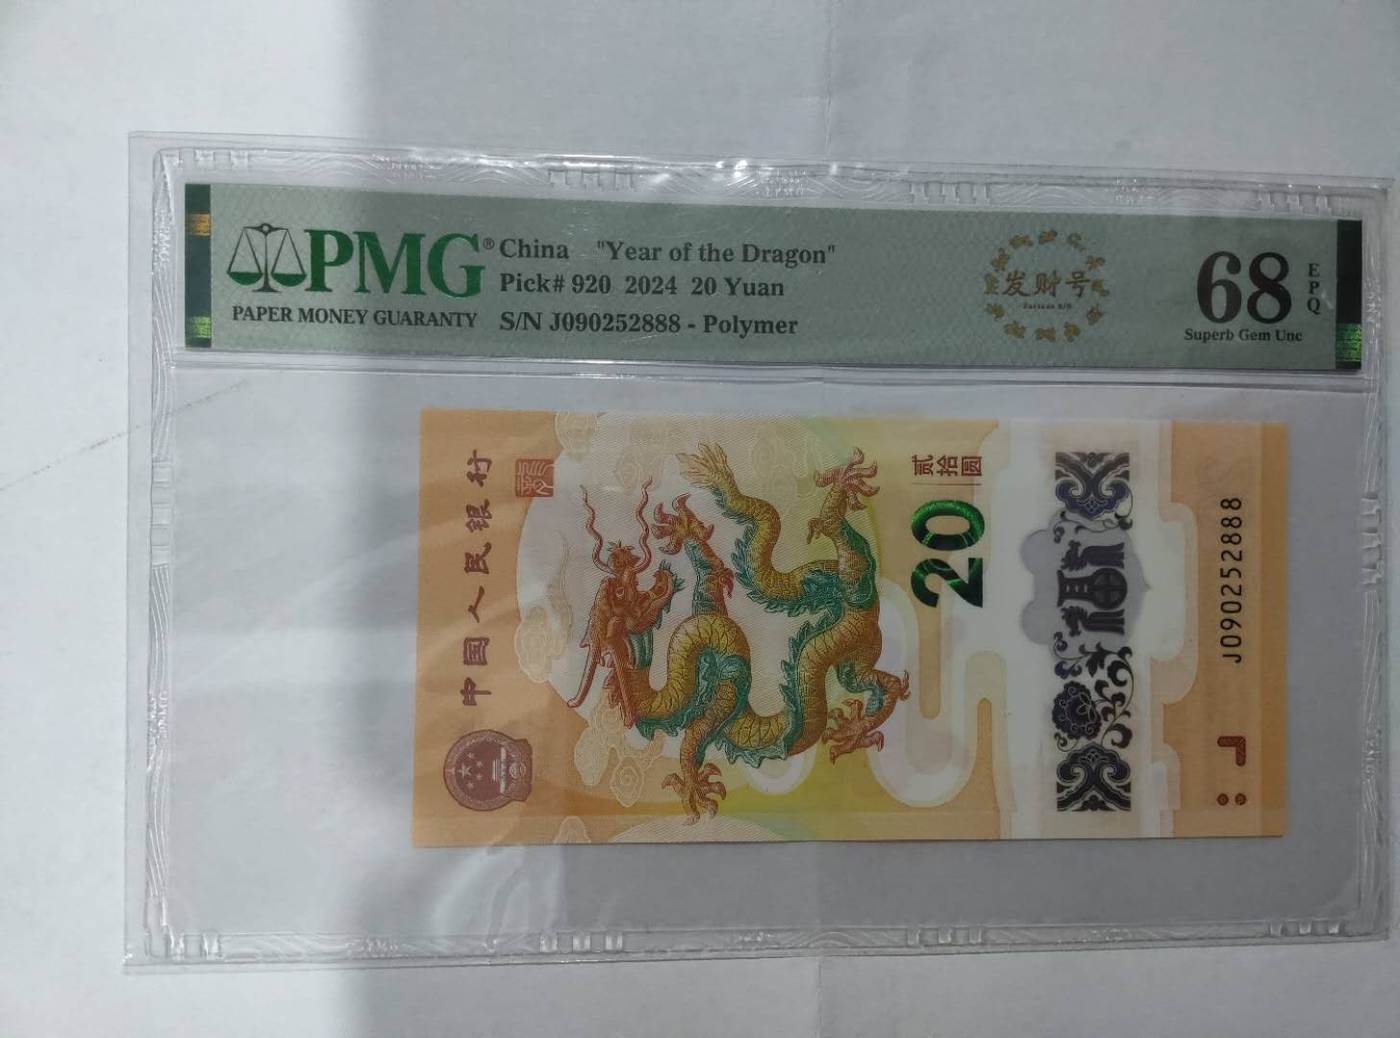 PMG®
PAPER MONEY GUARANTY
China "Year of the Dragon"
Pick# 920 2024 20 Yuan
S/N J090252888 - Polymer
发财号
68
EPQ
Superb Gem Unc
中国人民银行
贰拾圆
20
福
J090252888